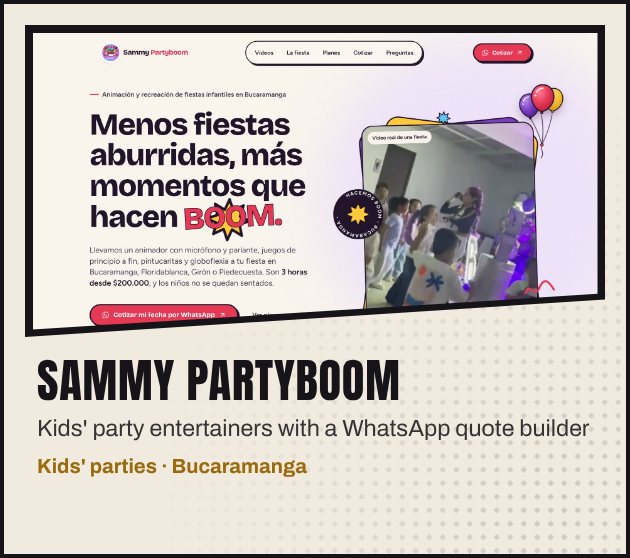 Sammy Partyboom
Videos La fiesta Planes Cotizar Preguntas
Cotizar
Animación y recreación de fiestas infantiles en Bucaramanga
Menos fiestas
aburridas, más
momentos que
hacen BOOM.
Video real de una fiesta
HACEMOS BOOM
BUCARAMANGA
Llevamos un animador con micrófono y parlante, juegos de
principio a fin, pintucaritas y globoflexia a tu fiesta en
Bucaramanga, Floridablanca, Girón o Piedecuesta. Son 3 horas
desde $200.000, y los niños no se quedan sentados.
Cotizar mi fecha por WhatsApp
SAMMY PARTYBOOM
Kids' party entertainers with a WhatsApp quote builder
Kids' parties · Bucaramanga